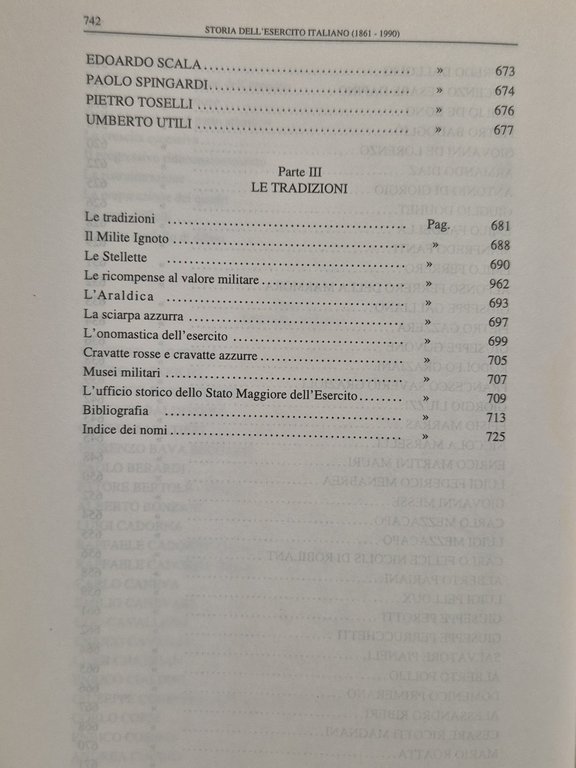 742
STORIA DELL'ESERCITO ITALIANO (1861 - 1990)
EDOARDO SCALA .......................................... » 673
PAOLO SPINGARDI ........................................ » 674
PIETRO TOSELLI .......................................... » 676
UMBERTO UTILI .......................................... » 677
Parte III
LE TRADIZIONI
Le tradizioni .......................................... Pag. 681
Il Milite Ignoto .......................................... » 688
Le Stellette .......................................... » 690
Le ricompense al valore militare .......................... » 962
L'Araldica .......................................... » 693
La sciarpa azzurra .......................................... » 697
L'onomastica dell'esercito .......................... » 699
Cravatte rosse e cravatte azzurre .......................... » 705
Musei militari .......................................... » 707
L'ufficio storico dello Stato Maggiore dell'Esercito ....... » 709
Bibliografia .......................................... » 713
Indice dei nomi .......................................... » 725